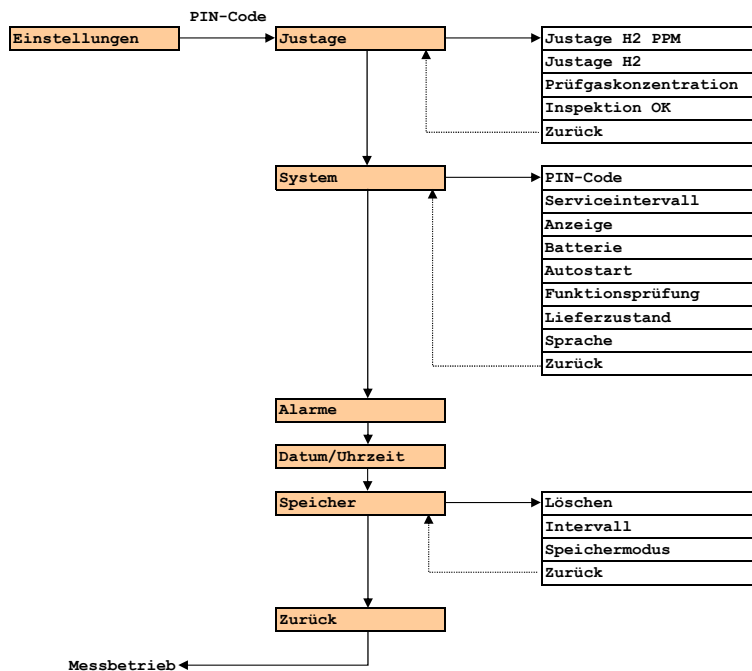 PIN-Code
Einstellungen
Justage
Justage H2 PPM
Justage H2
Prüfgaskonzentration
Inspektion OK
Zurück
System
PIN-Code
Serviceintervall
Anzeige
Batterie
Autostart
Funktionsprüfung
Lieferzustand
Sprache
Zurück
Alarme
Datum/Uhrzeit
Speicher
Löschen
Intervall
Speichermodus
Zurück
Zurück
Messbetrieb